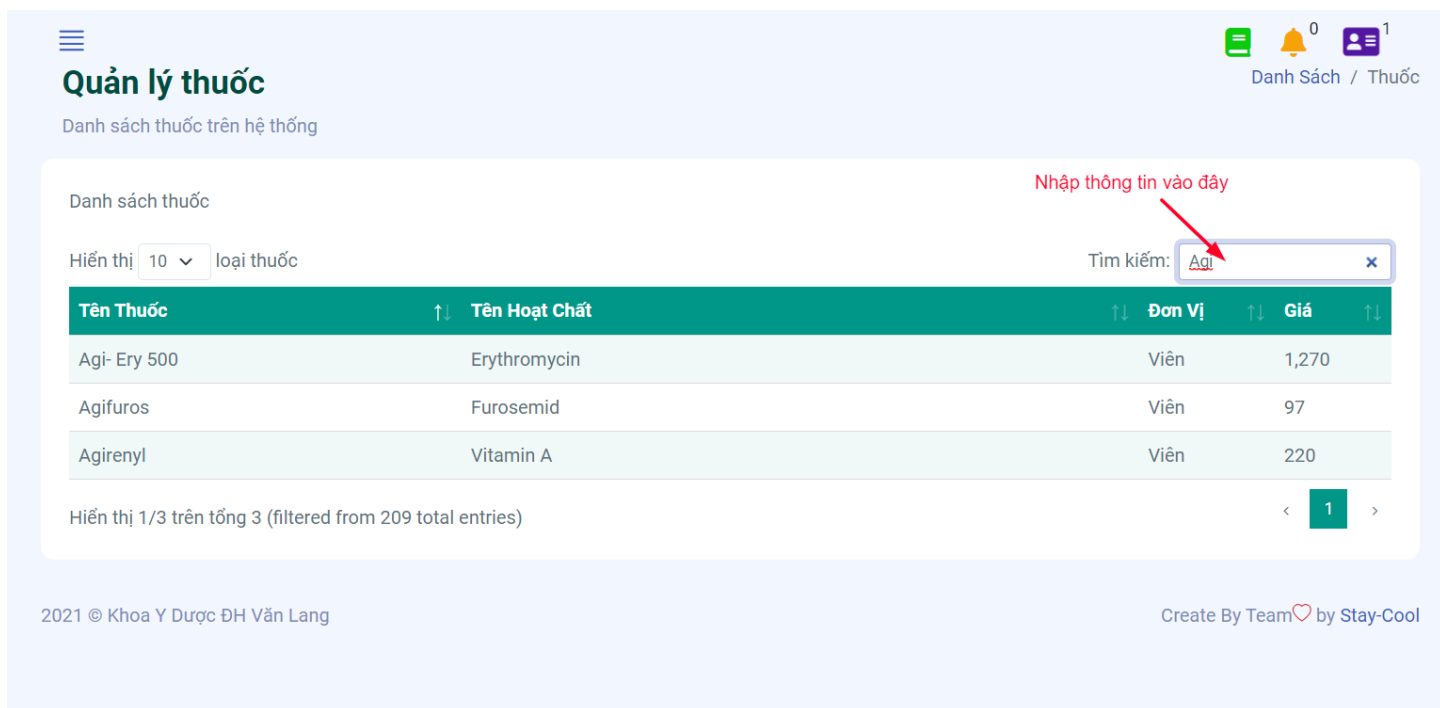 0
1
Quản lý thuốc
Danh Sách / Thuốc
Danh sách thuốc trên hệ thống
Nhập thông tin vào đây
Danh sách thuốc
Hiển thị 10 loại thuốc
Tìm kiếm: Agi
Tên Thuốc Tên Hoạt Chất Đơn Vị Giá
Agi- Ery 500 Erythromycin Viên 1,270
Agifuros Furosemid Viên 97
Agirenyl Vitamin A Viên 220
Hiển thị 1/3 trên tổng 3 (filtered from 209 total entries)
‹ 1 ›
2021 © Khoa Y Dược ĐH Văn Lang
Create By Team♡ by Stay-Cool